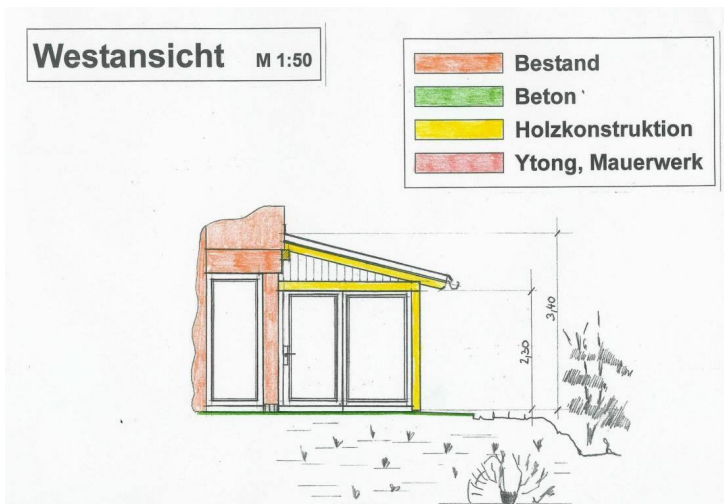 Westansicht M 1:50
Bestand
Beton
Holzkonstruktion
Ytong, Mauerwerk
3,40
2,30